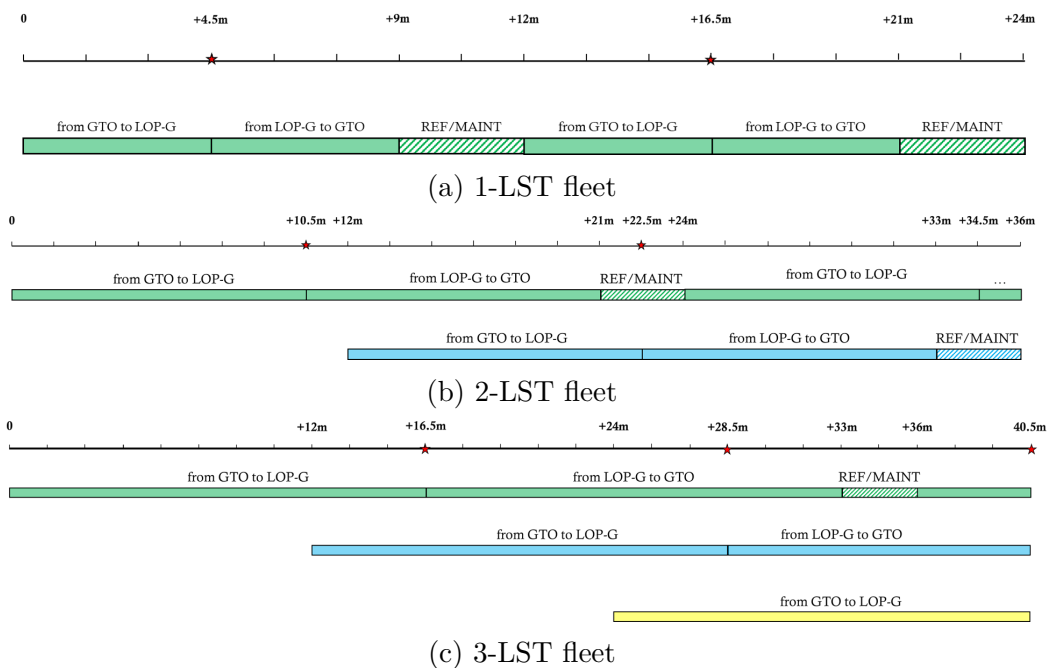 0 +4.5m +9m +12m +16.5m +21m +24m
from GTO to LOP-G from LOP-G to GTO REF/MAINT from GTO to LOP-G from LOP-G to GTO REF/MAINT
(a) 1-LST fleet
0 +10.5m +12m +21m +22.5m +24m +33m +34.5m +36m
from GTO to LOP-G from LOP-G to GTO REF/MAINT from GTO to LOP-G ...
from GTO to LOP-G from LOP-G to GTO REF/MAINT
(b) 2-LST fleet
0 +12m +16.5m +24m +28.5m +33m +36m 40.5m
from GTO to LOP-G from LOP-G to GTO REF/MAINT
from GTO to LOP-G from LOP-G to GTO
from GTO to LOP-G
(c) 3-LST fleet